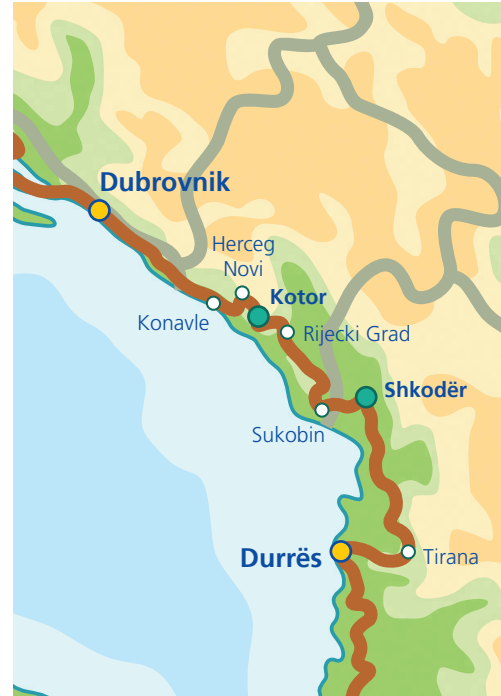 Dubrovnik
Herceg
Novi
Kotor
Konavle
Rijecki Grad
Shkodër
Sukobin
Durrës
Tirana